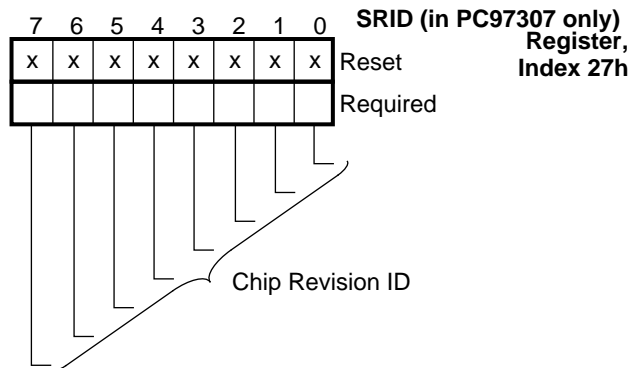 7 6 5 4 3 2 1 0
SRID (in PC97307 only)
Register,
Index 27h
x x x x x x x x Reset
Required
Chip Revision ID